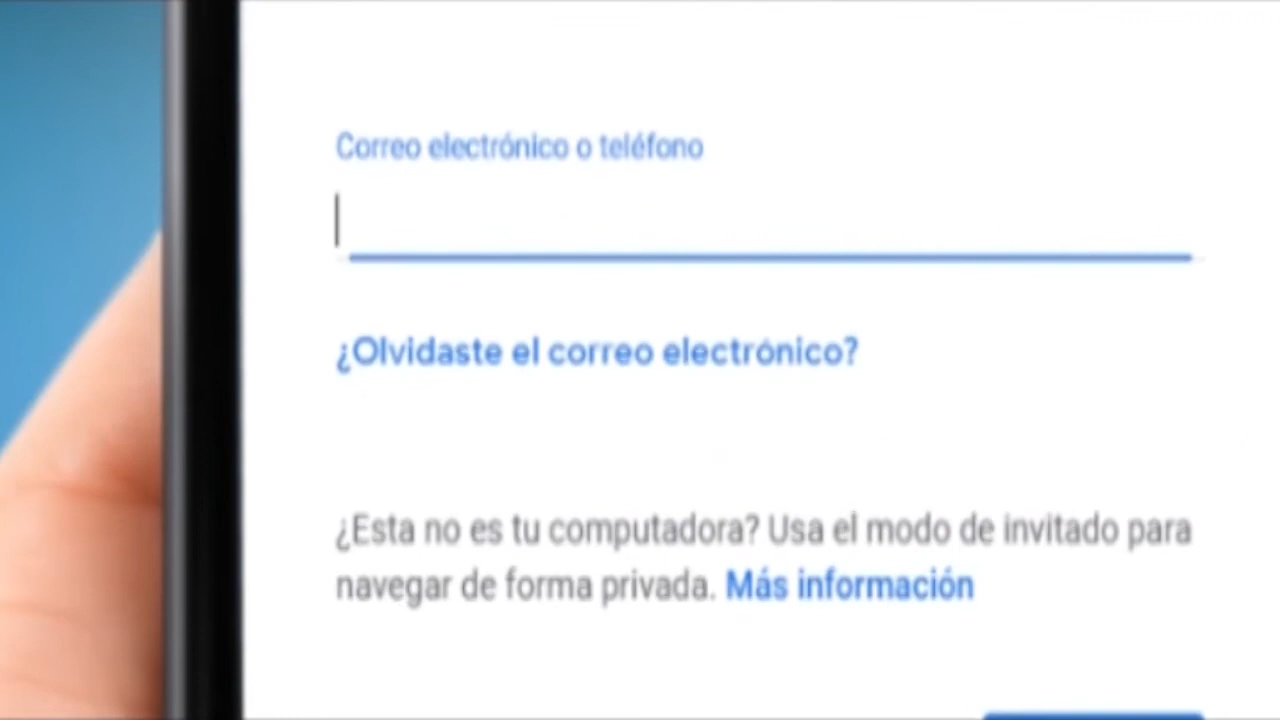 Correo electrónico o teléfono
¿Olvidaste el correo electrónico?
¿Esta no es tu computadora? Usa el modo de invitado para
navegar de forma privada. Más información